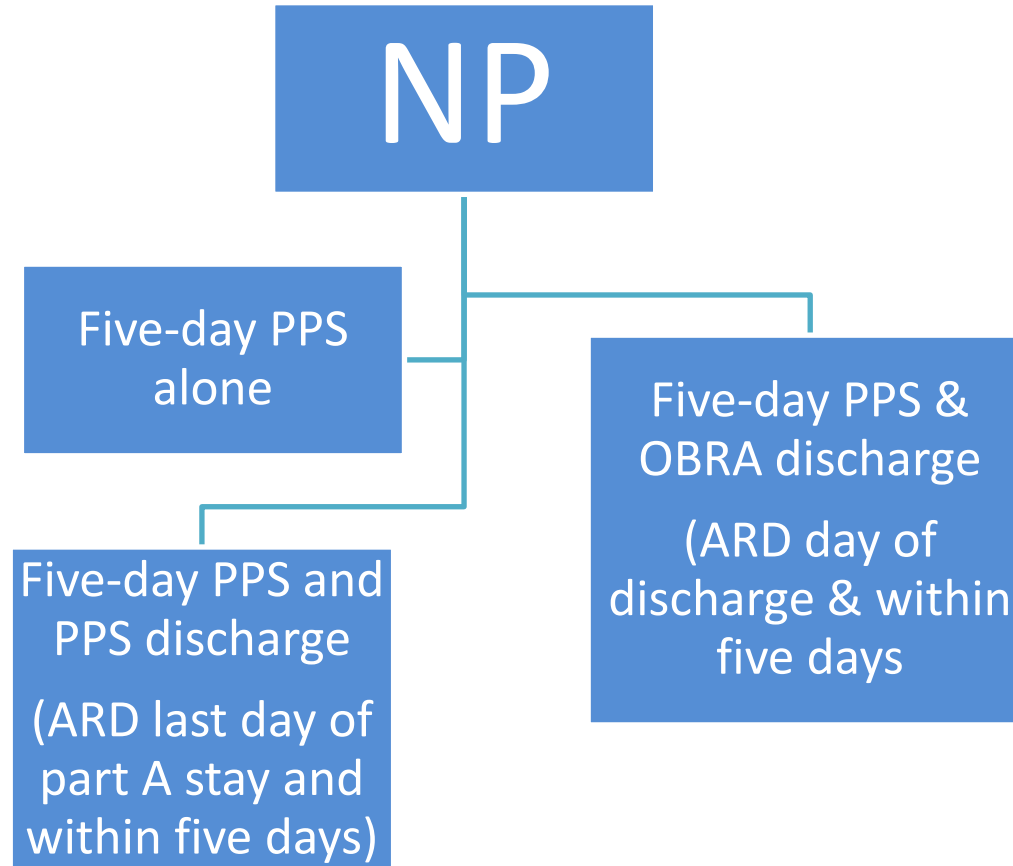 NP
Five-day PPS
alone
Five-day PPS &
OBRA discharge
(ARD day of
discharge & within
five days
Five-day PPS and
PPS discharge
(ARD last day of
part A stay and
within five days)